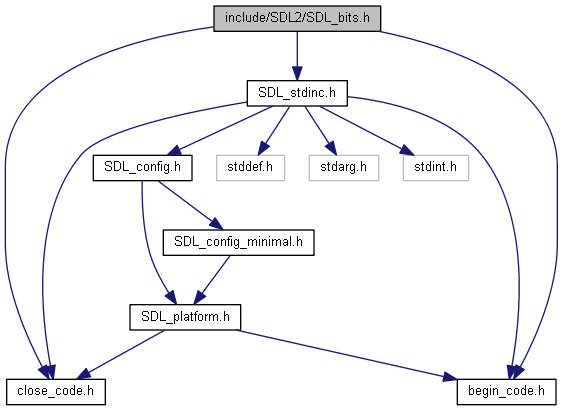 include/SDL2/SDL_bits.h
SDL_stdinc.h
SDL_config.h
stddef.h
stdarg.h
stdint.h
SDL_config_minimal.h
SDL_platform.h
close_code.h
begin_code.h